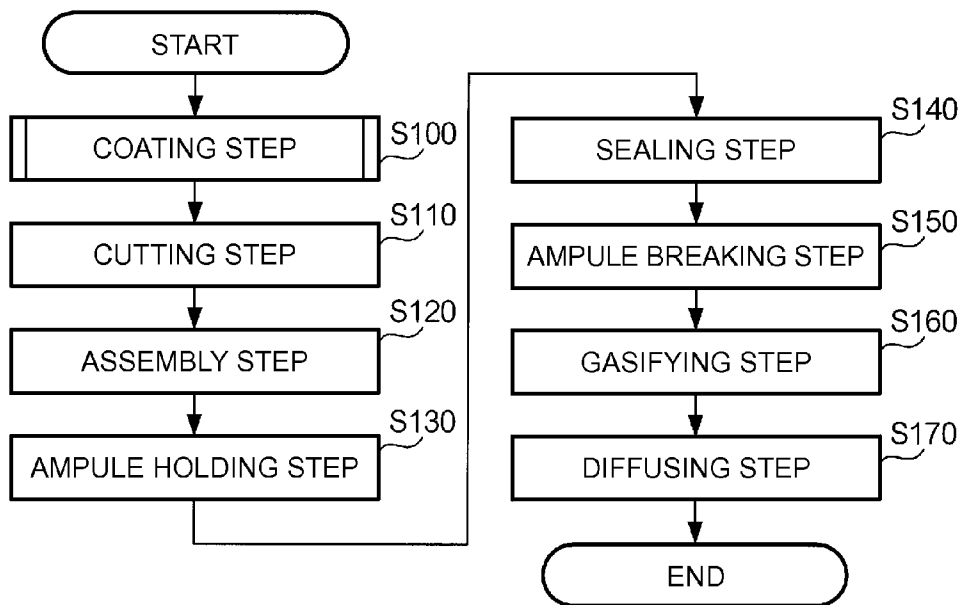 START
COATING STEP
S100
CUTTING STEP
S110
ASSEMBLY STEP
S120
AMPULE HOLDING STEP
S130
SEALING STEP
S140
AMPULE BREAKING STEP
S150
GASIFYING STEP
S160
DIFFUSING STEP
S170
END